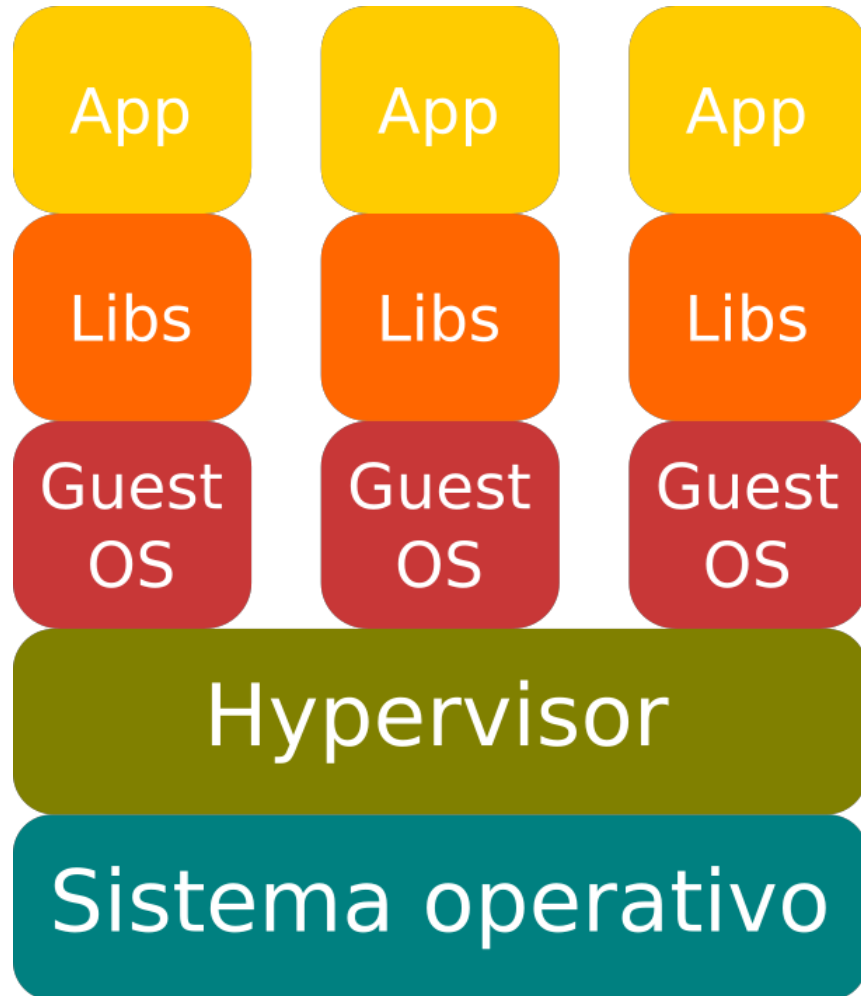 App App App
Libs Libs Libs
Guest Guest Guest
OS OS OS
Hypervisor
Sistema operativo